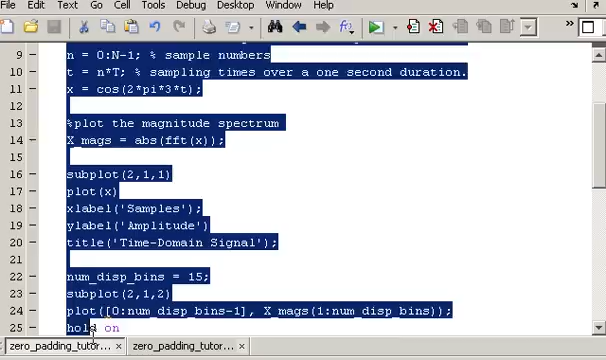 File Edit Text Go Cell Tools Debug Desktop Window Help
9 n = 0:N-1; % sample numbers
10 t = n*T; % sampling times over a one second duration.
11 x = cos(2*pi*3*t);
12
13 %plot the magnitude spectrum
14 X_mags = abs(fft(x));
15
16 subplot(2,1,1)
17 plot(x)
18 xlabel('Samples');
19 ylabel('Amplitude')
20 title('Time-Domain Signal');
21
22 num_disp_bins = 15;
23 subplot(2,1,2)
24 plot([0:num_disp_bins-1], X_mags(1:num_disp_bins));
25 hold on
zero_padding_tutor... × zero_padding_tutor... ×